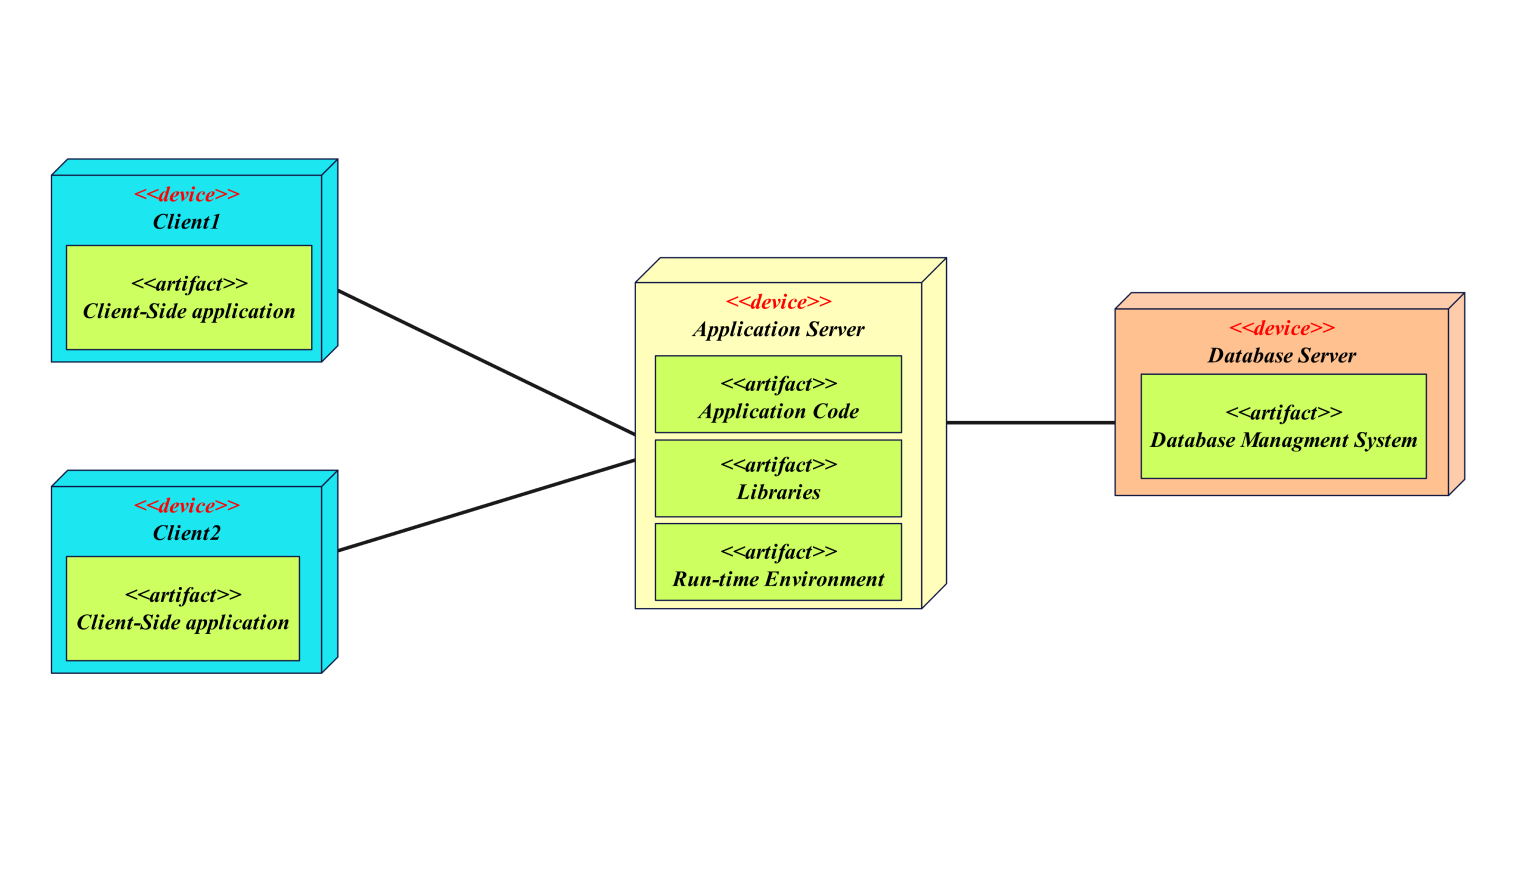 <<device>>
Client1
<<artifact>>
Client-Side application
<<device>>
Client2
<<artifact>>
Client-Side application
<<device>>
Application Server
<<artifact>>
Application Code
<<artifact>>
Libraries
<<artifact>>
Run-time Environment
<<device>>
Database Server
<<artifact>>
Database Managment System